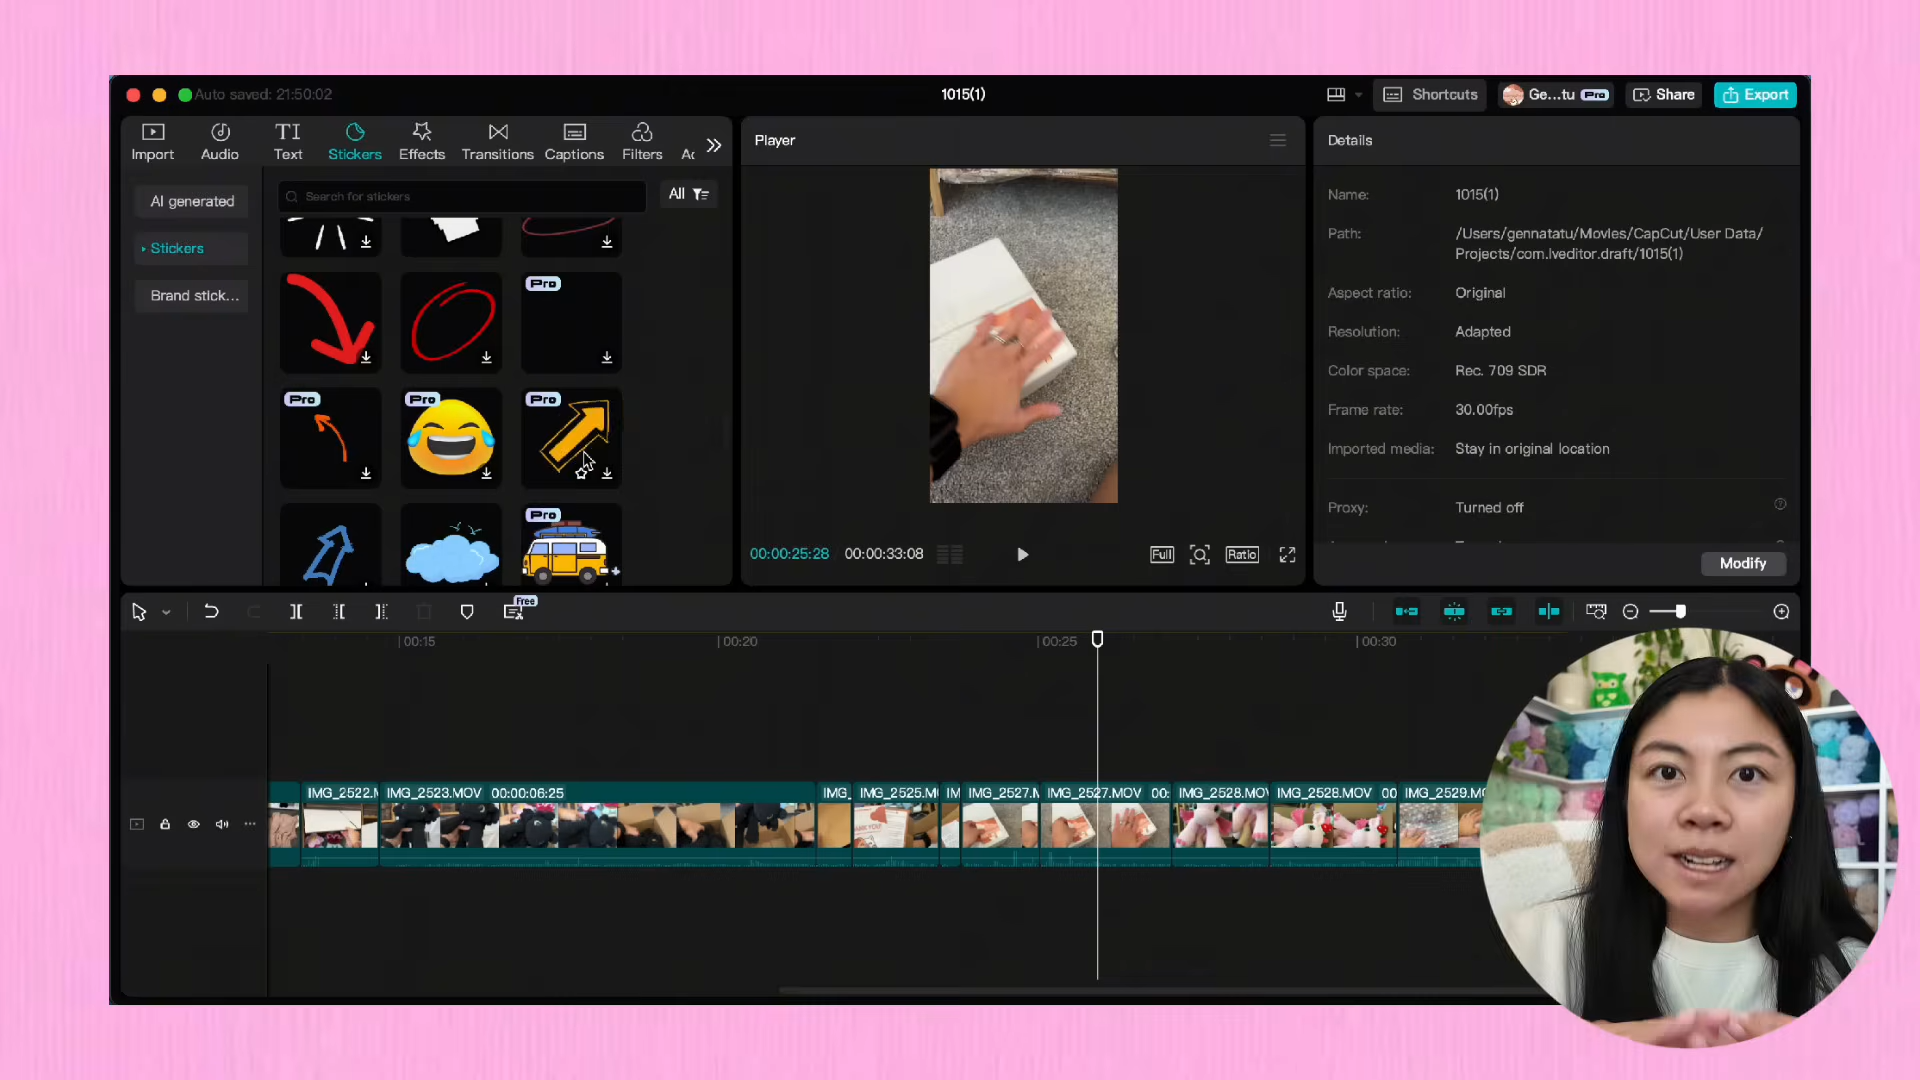 Auto saved: 21:50:02
1015(1)
Shortcuts
Ge...tu Pro
Share
Export
Import
Audio
TI
Text
Stickers
Effects
Transitions
Captions
Filters
Player
Details
AI generated
Search for stickers
All
Stickers
Brand stick...
Pro
Pro
Pro
Pro
Pro
Name: 1015(1)
Path: /Users/gennatatu/Movies/CapCut/User Data/
Projects/com.lveditor.draft/1015(1)
Aspect ratio: Original
Resolution: Adapted
Color space: Rec. 709 SDR
Frame rate: 30.00fps
Imported media: Stay in original location
Proxy: Turned off
Modify
00:00:25:28 00:00:33:08
Full
Ratio
Free
00:15
00:20
00:25
00:30
IMG_2522.M
IMG_2523.MOV 00:00:06:25
IMG_
IMG_2525.M
IM
IMG_2527.M
IMG_2527.MOV 00:
IMG_2528.MOV
IMG_2528.MOV 00
IMG_2529.M
THANK YOU!